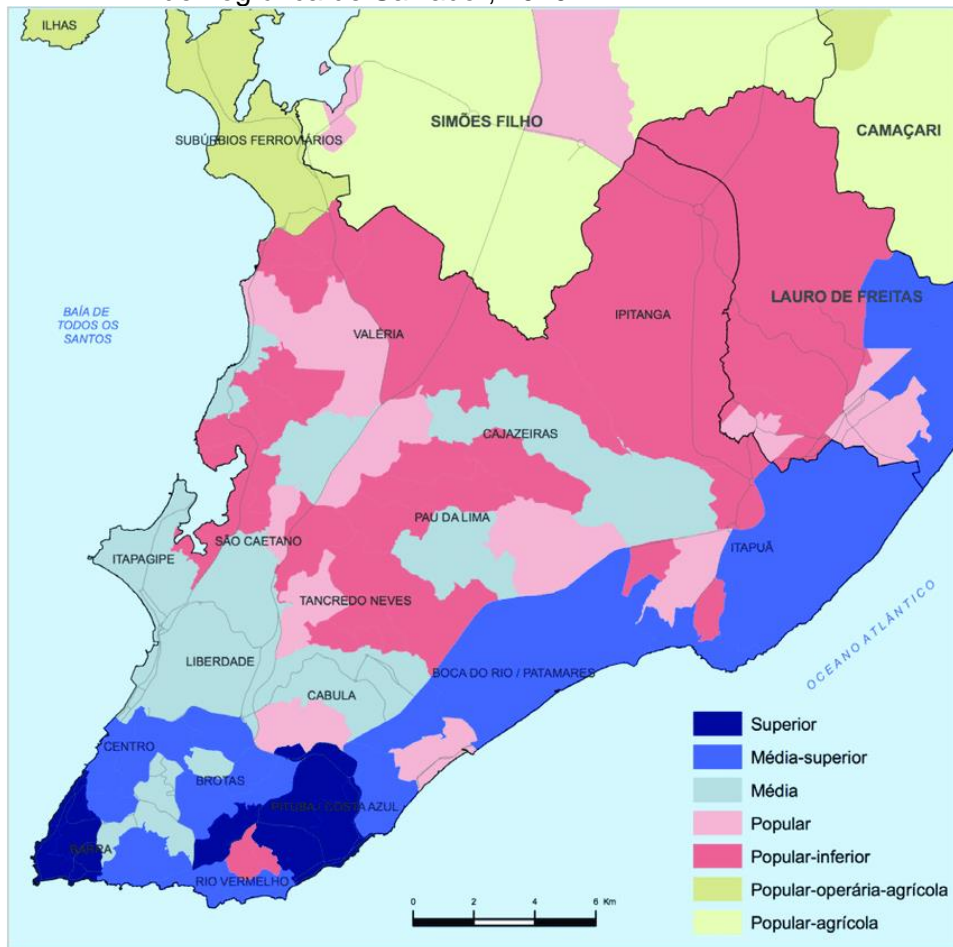 de Salvador,
ILHAS
SUBÚRBIOS FERROVIÁRIOS
SIMÕES FILHO
CAMAÇARI
BAÍA DE
TODOS OS
SANTOS
VALÉRIA
IPITANGA
LAURO DE FREITAS
CAJAZEIRAS
PAU DA LIMA
SÃO CAETANO
ITAPAGIPE
ITAPUÃ
TANCREDO NEVES
OCEANO ATLÂNTICO
LIBERDADE
BOCA DO RIO / PATAMARES
CABULA
CENTRO
BROTAS
PITUBA / COSTA AZUL
BARRA
RIO VERMELHO
Superior
Média-superior
Média
Popular
Popular-inferior
Popular-operária-agrícola
Popular-agrícola
0 2 4 6 Km